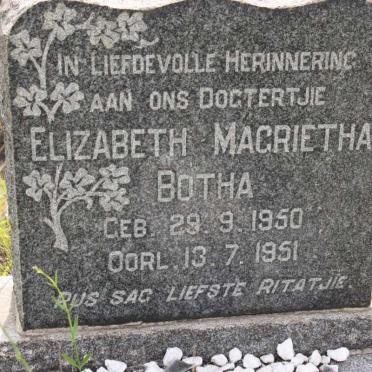 IN LIEFDEVOLLE HERINNERING
AAN ONS DOGTERTJIE
ELIZABETH MAGRIETHA
BOTHA
GEB. 29. 9. 1950
OORL. 13. 7. 1951
RUS SAG LIEFSTE RITATJIE.